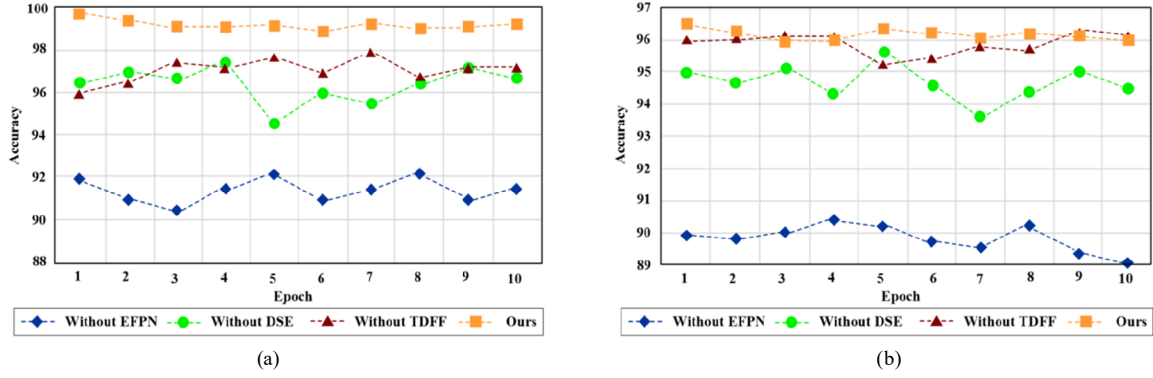 100
98
96
94
92
90
88
Accuracy
1 2 3 4 5 6 7 8 9 10
Epoch
Without EFPN Without DSE Without TDFF Ours
(a)
97
96
95
94
93
92
91
90
89
Accuracy
1 2 3 4 5 6 7 8 9 10
Epoch
Without EFPN Without DSE Without TDFF Ours
(b)